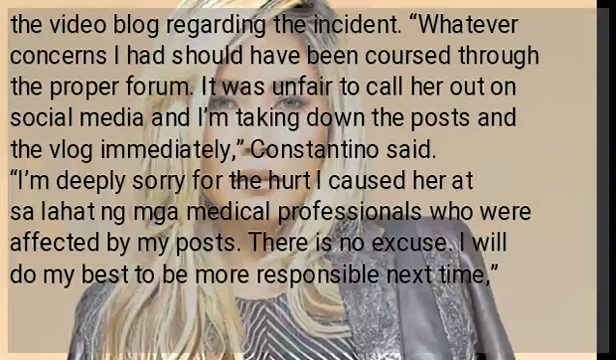 the video blog regarding the incident. “Whatever
concerns I had should have been coursed through
the proper forum. It was unfair to call her out on
social media and I’m taking down the posts and
the vlog immediately,” Constantino said.
“I’m deeply sorry for the hurt I caused her at
sa lahat ng mga medical professionals who were
affected by my posts. There is no excuse. I will
do my best to be more responsible next time,”